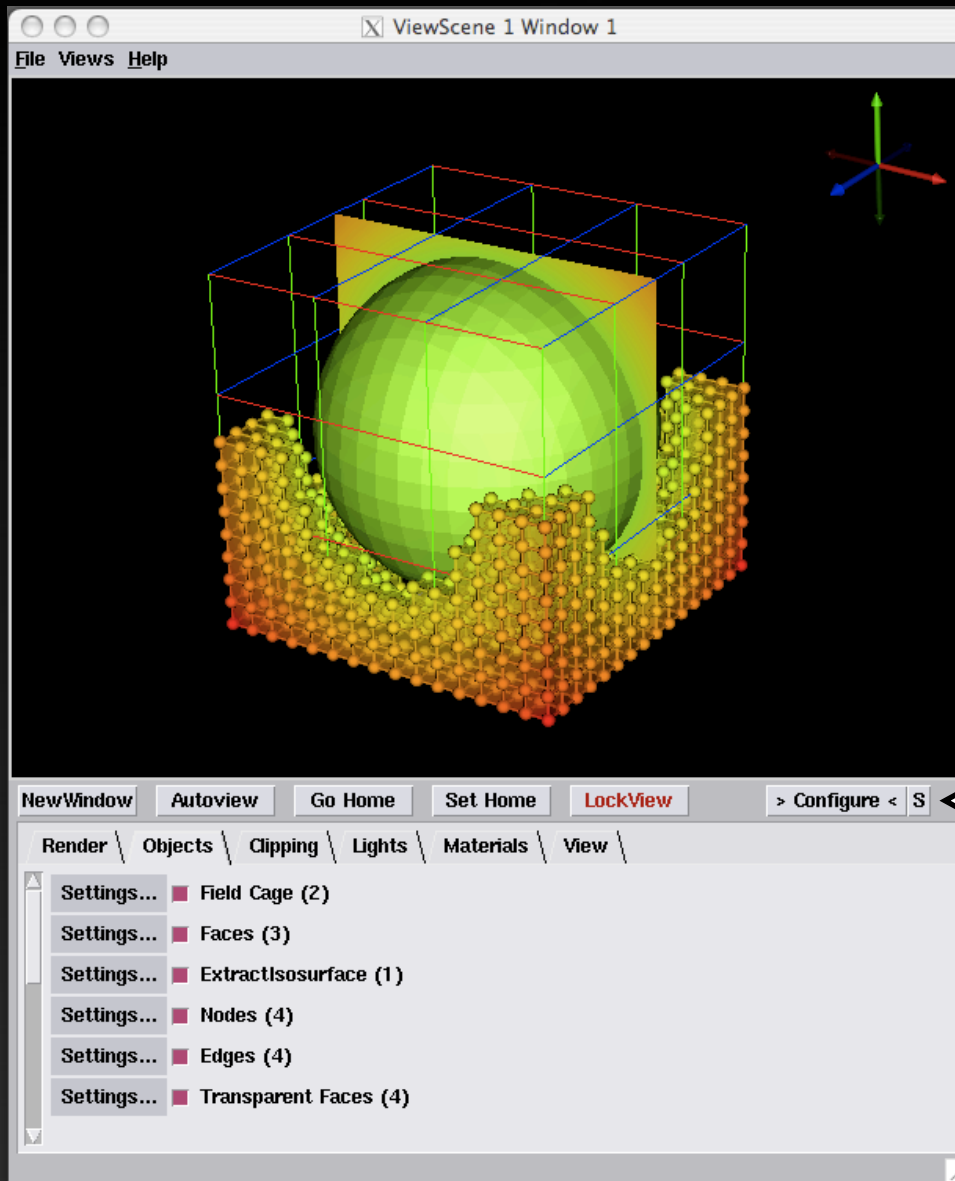 ViewScene 1 Window 1
File Views Help
NewWindow Autoview Go Home Set Home LockView > Configure < S
Render Objects Clipping Lights Materials View
Settings... Field Cage (2)
Settings... Faces (3)
Settings... ExtractIsosurface (1)
Settings... Nodes (4)
Settings... Edges (4)
Settings... Transparent Faces (4)